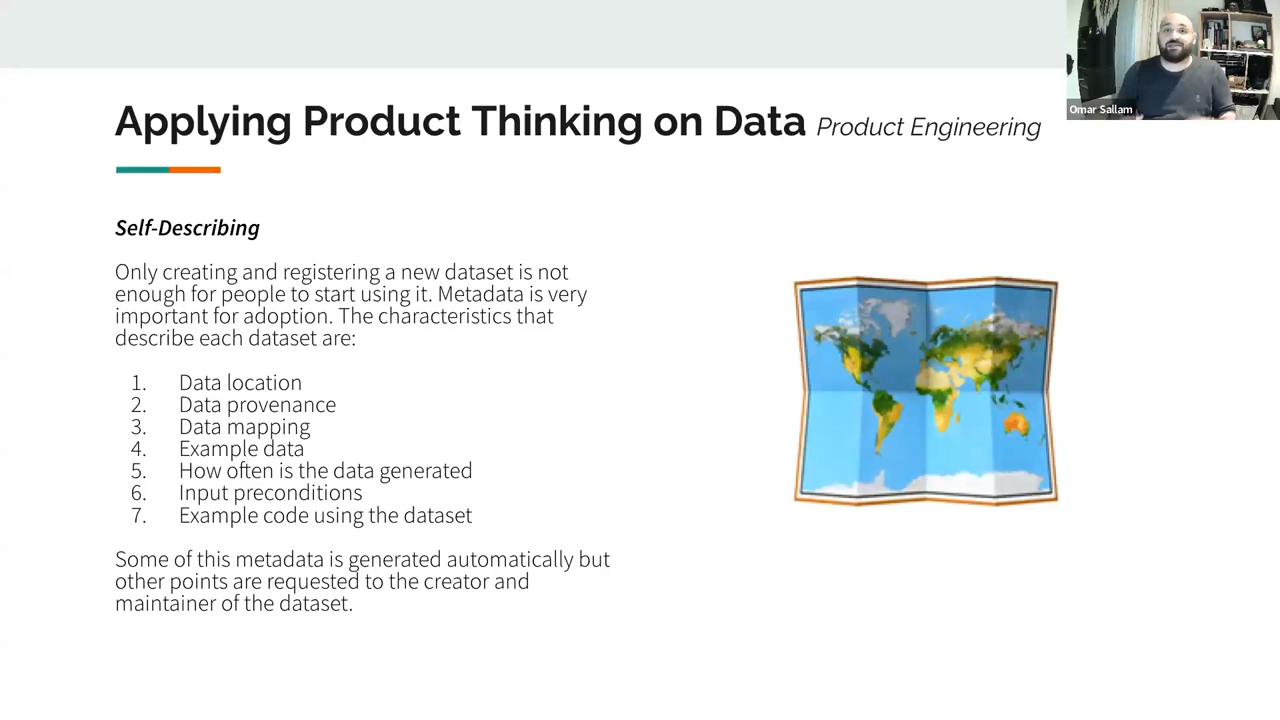 Applying Product Thinking on Data Product Engineering
Omar Sallam
Self-Describing
Only creating and registering a new dataset is not
enough for people to start using it. Metadata is very
important for adoption. The characteristics that
describe each dataset are:
1. Data location
2. Data provenance
3. Data mapping
4. Example data
5. How often is the data generated
6. Input preconditions
7. Example code using the dataset
Some of this metadata is generated automatically but
other points are requested to the creator and
maintainer of the dataset.